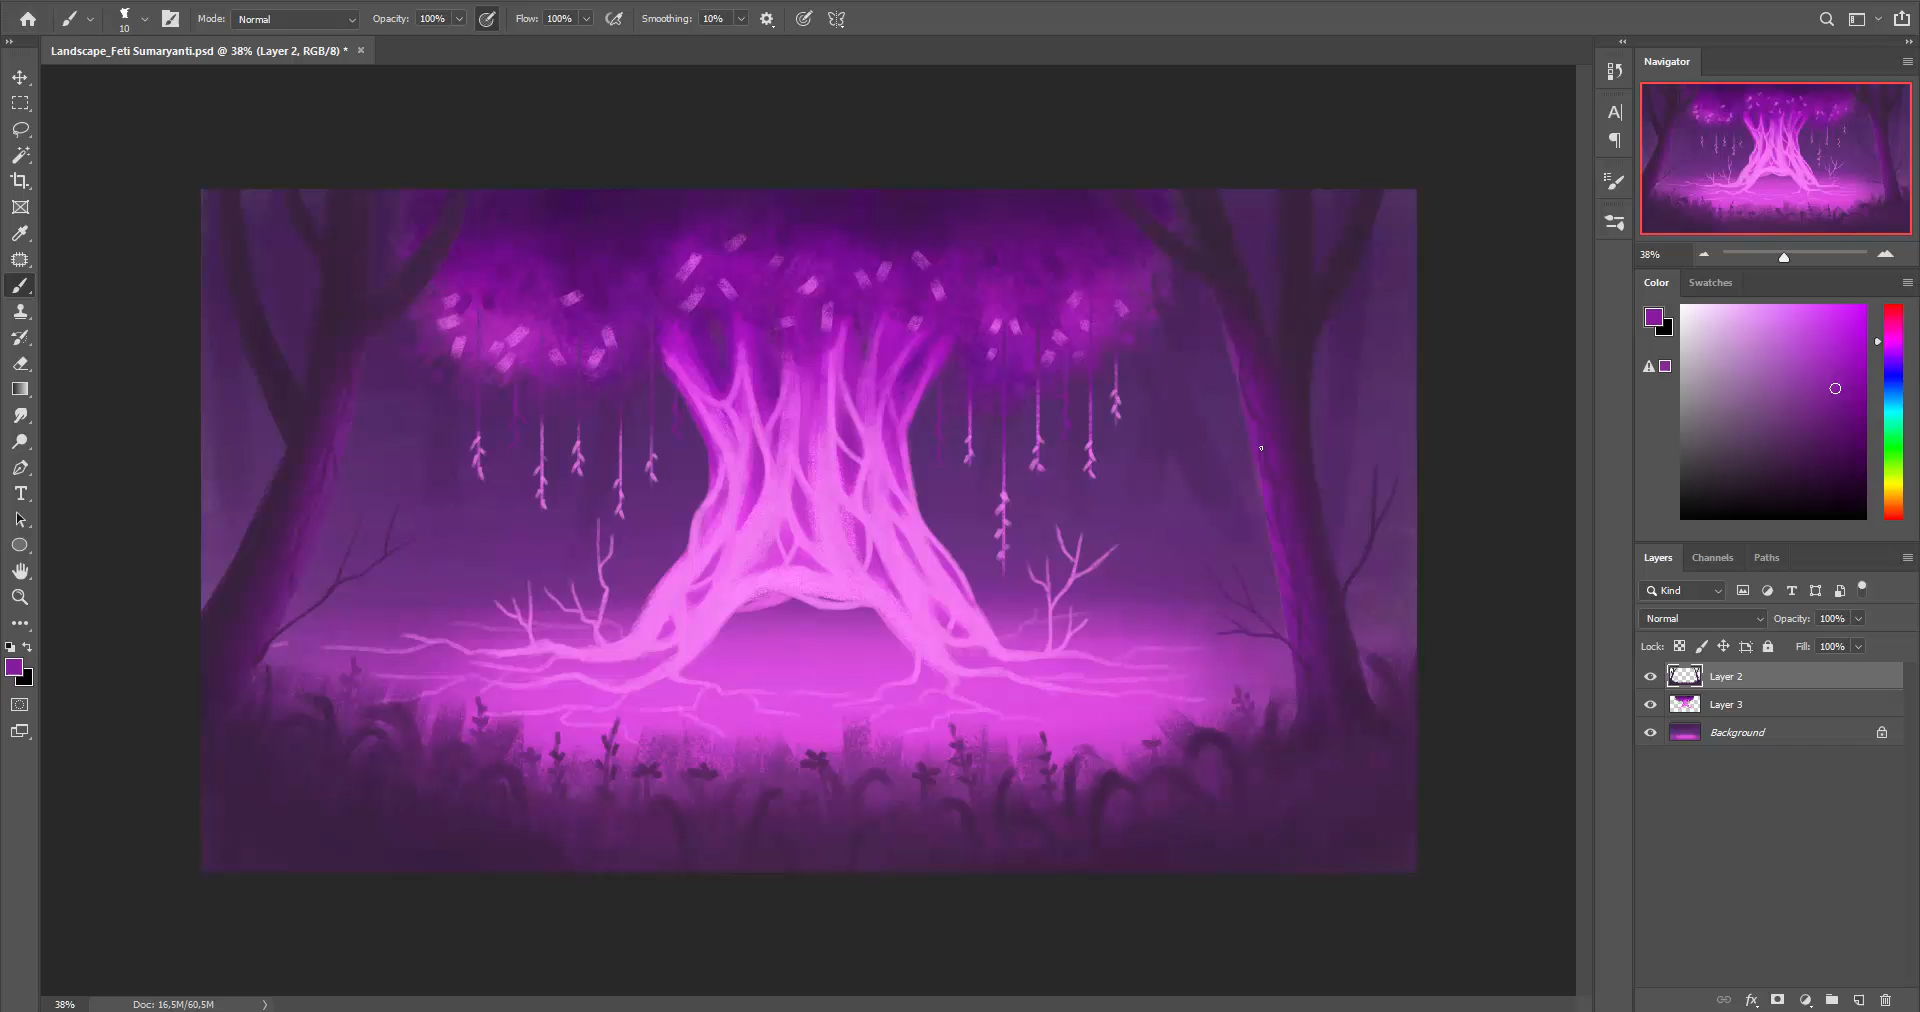 10 Mode: Normal Opacity: 100% Flow: 100% Smoothing: 10%
Landscape_Feti Sumaryanti.psd @ 38% (Layer 2, RGB/8) *
Navigator
38%
Color Swatches
Layers Channels Paths
Kind
Normal Opacity: 100%
Lock: Fill: 100%
Layer 2
Layer 3
Background
38% Doc: 16,5M/60,5M